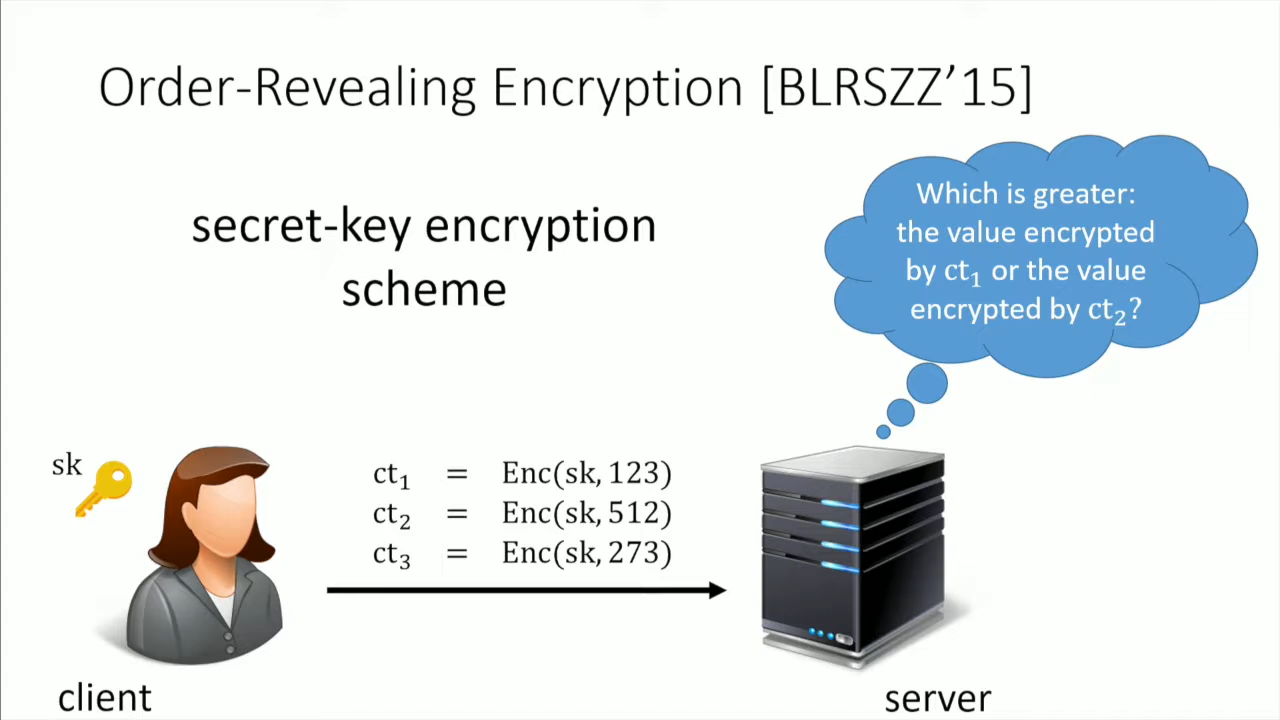 Order-Revealing Encryption [BLRSZZ’15]
secret-key encryption
scheme
Which is greater:
the value encrypted
by ct₁ or the value
encrypted by ct₂?
sk
ct₁ = Enc(sk, 123)
ct₂ = Enc(sk, 512)
ct₃ = Enc(sk, 273)
client
server